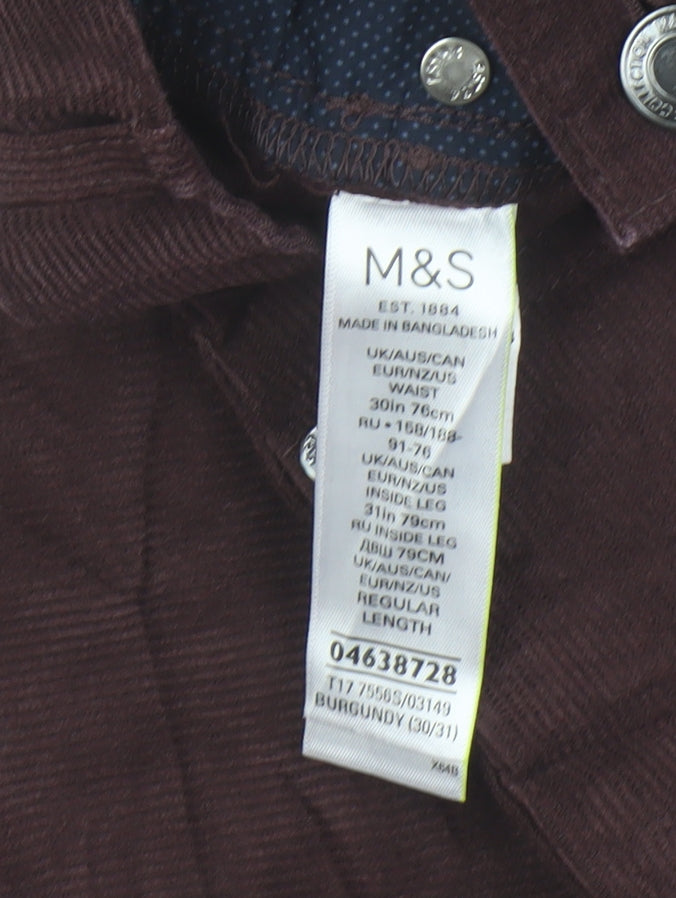 M&S
EST. 1884
MADE IN BANGLADESH
UK/AUS/CAN
EUR/NZ/US
WAIST
30in 76cm
RU • 158/188-
91-76
UK/AUS/CAN
EUR/NZ/US
INSIDE LEG
31in 79cm
RU INSIDE LEG
ДВШ 79CM
UK/AUS/CAN/
EUR/NZ/US
REGULAR
LENGTH
04638728
T17 7556S/03149
BURGUNDY (30/31)
X64B
COLLECTION